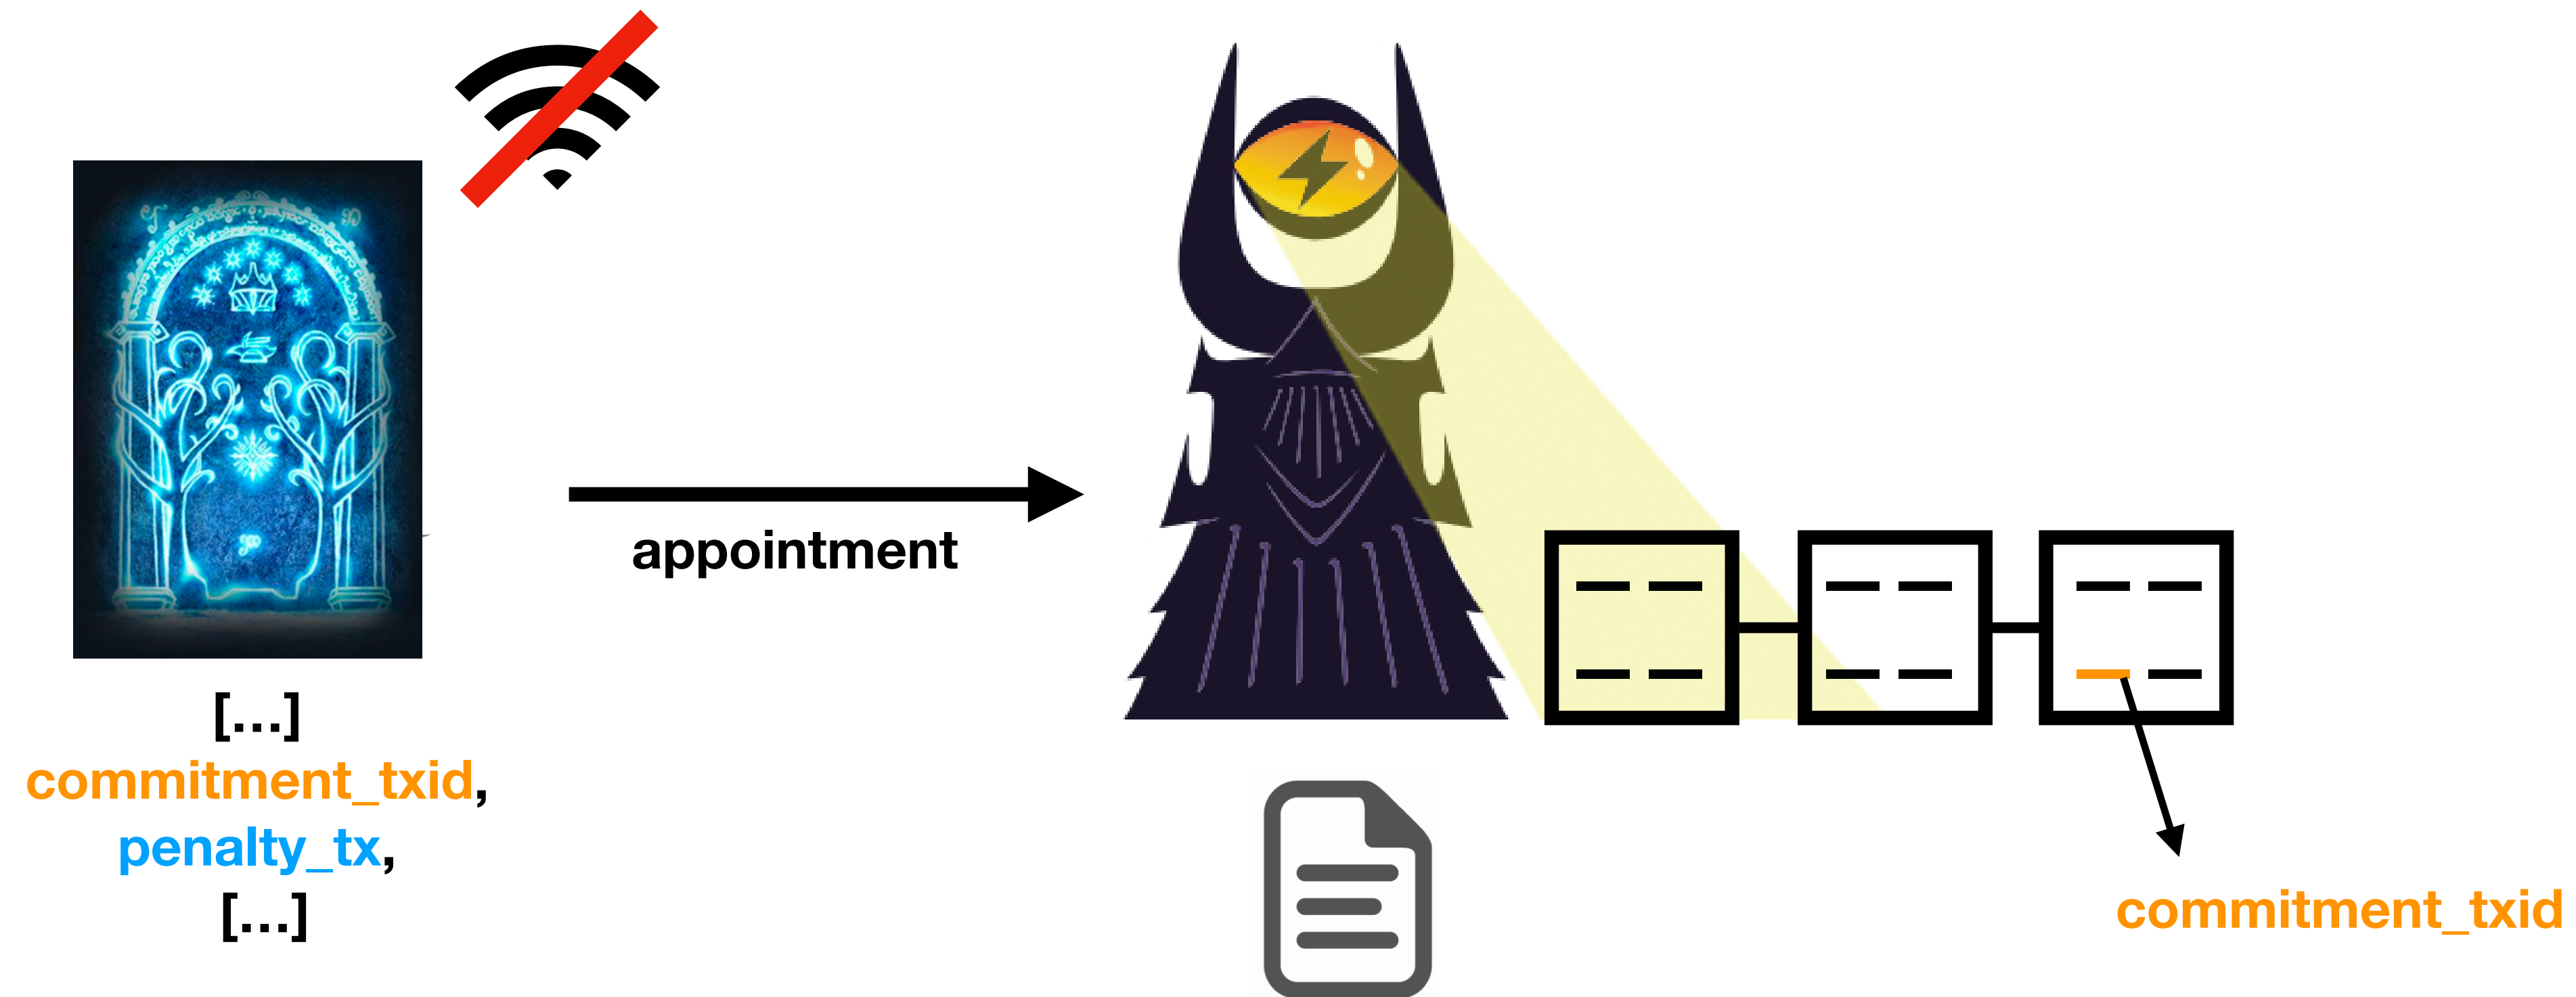 appointment
[...]
commitment_txid,
penalty_tx,
[...]
commitment_txid